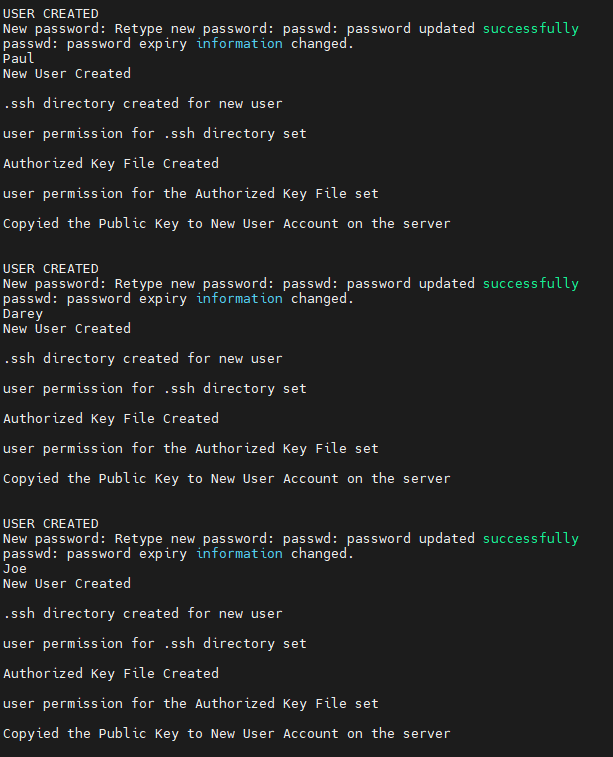 USER CREATED
New password: Retype new password: passwd: password updated successfully
passwd: password expiry information changed.
Paul
New User Created
.ssh directory created for new user
user permission for .ssh directory set
Authorized Key File Created
user permission for the Authorized Key File set
Copyied the Public Key to New User Account on the server
USER CREATED
New password: Retype new password: passwd: password updated successfully
passwd: password expiry information changed.
Darey
New User Created
.ssh directory created for new user
user permission for .ssh directory set
Authorized Key File Created
user permission for the Authorized Key File set
Copyied the Public Key to New User Account on the server
USER CREATED
New password: Retype new password: passwd: password updated successfully
passwd: password expiry information changed.
Joe
New User Created
.ssh directory created for new user
user permission for .ssh directory set
Authorized Key File Created
user permission for the Authorized Key File set
Copyied the Public Key to New User Account on the server